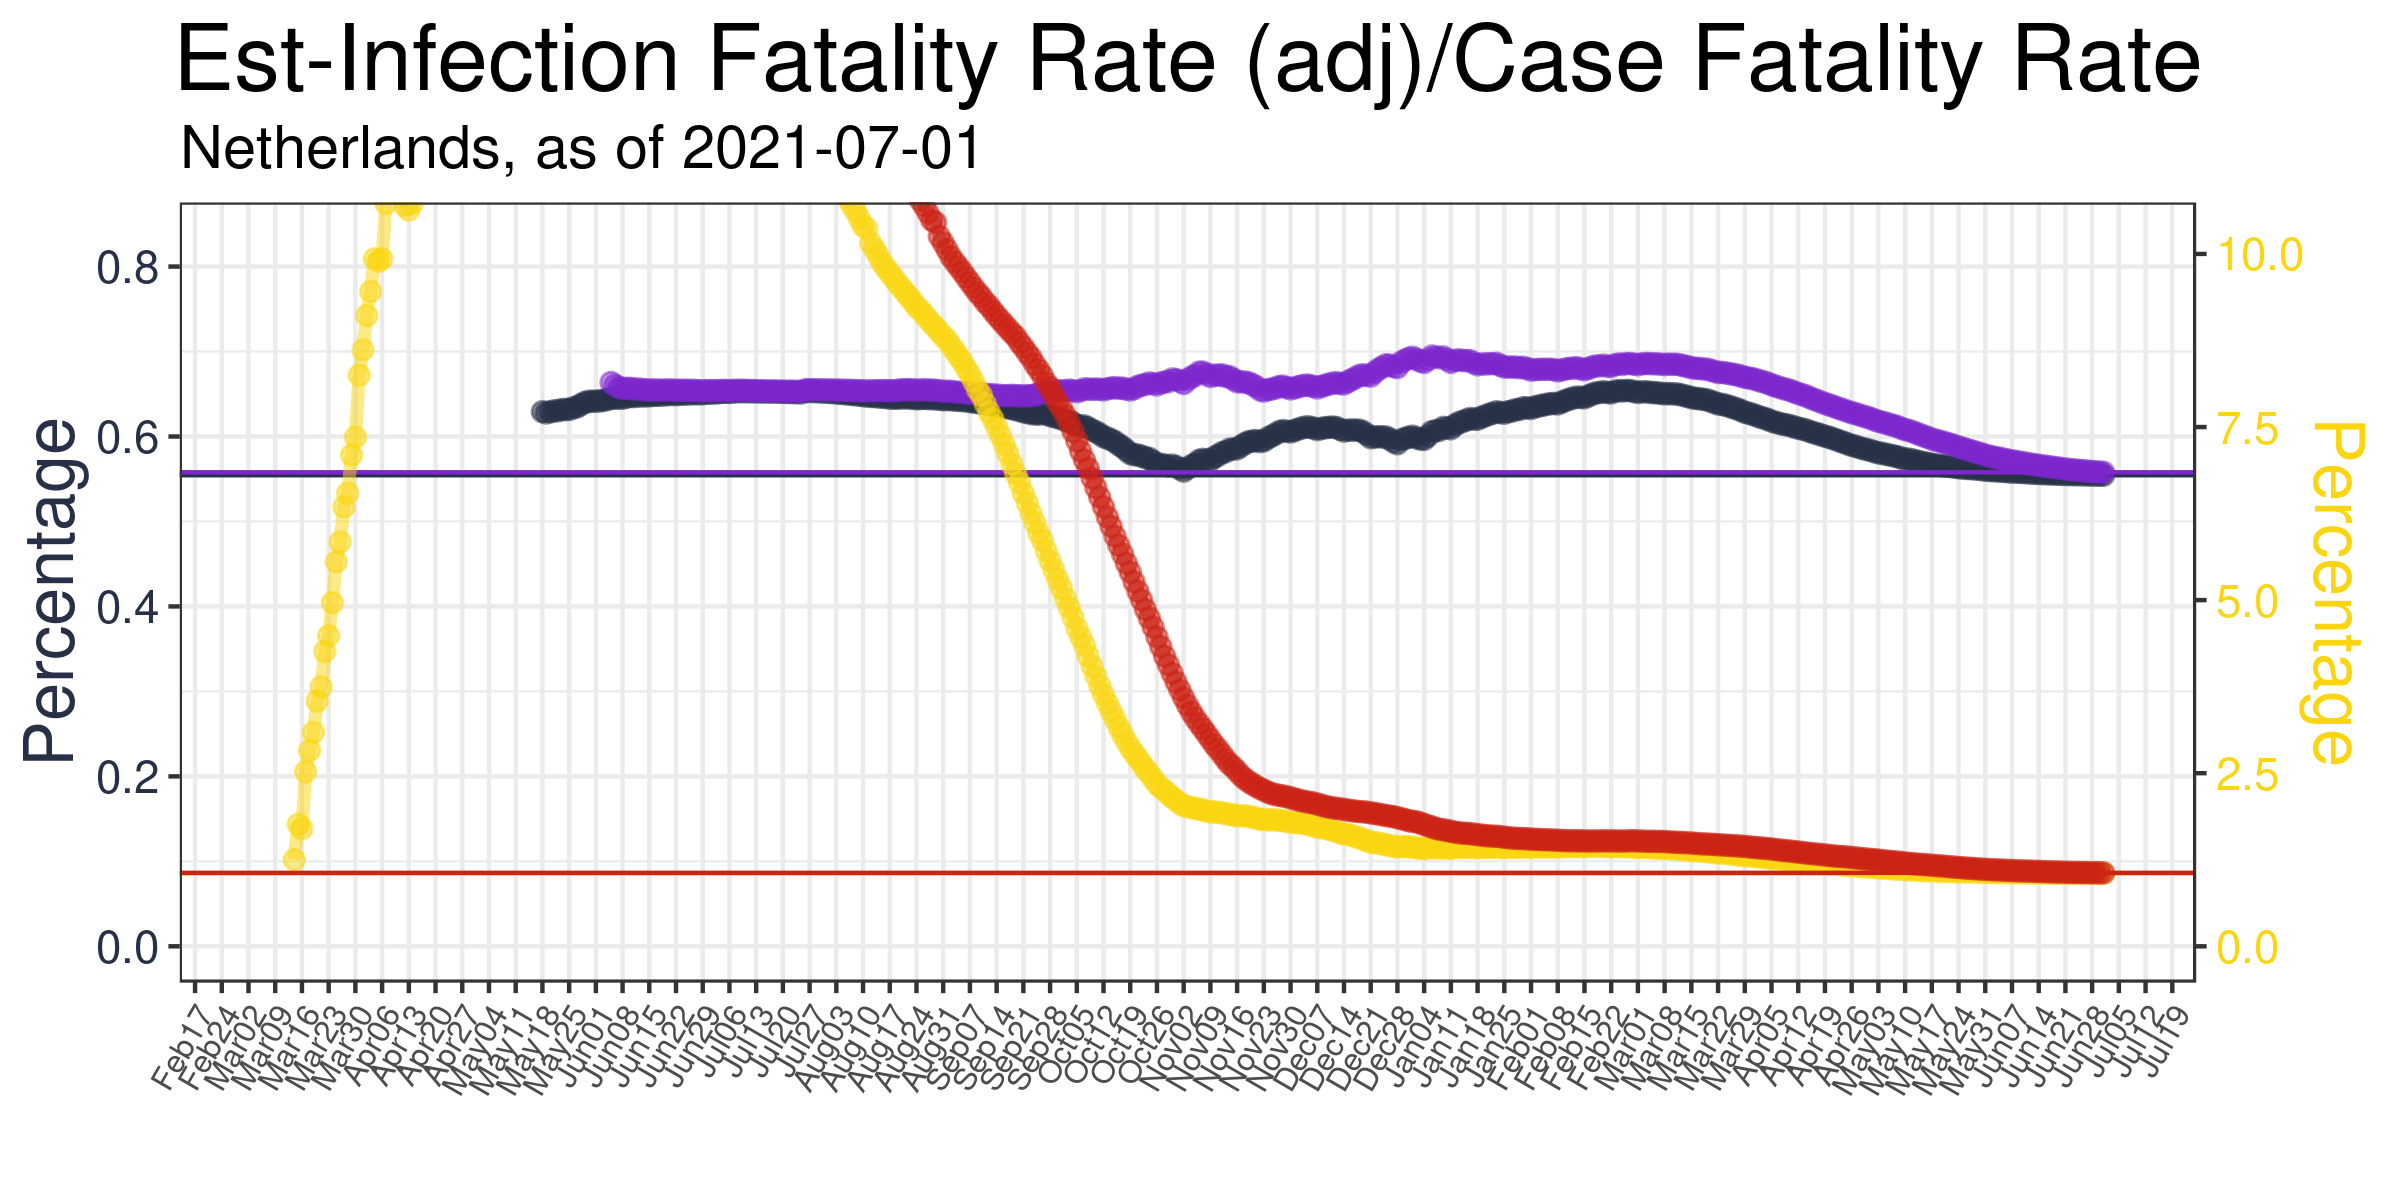 Est-Infection Fatality Rate (adj)/Case Fatality Rate
Netherlands, as of 2021-07-01
Percentage
0.8
0.6
0.4
0.2
0.0
10.0
7.5
5.0
2.5
0.0
Percentage
Feb17
Feb24
Mar02
Mar09
Mar16
Mar23
Mar30
Apr06
Apr13
Apr20
Apr27
May04
May11
May18
May25
Jun01
Jun08
Jun15
Jun22
Jun29
Jul06
Jul13
Jul20
Jul27
Aug03
Aug10
Aug17
Aug24
Aug31
Sep07
Sep14
Sep21
Sep28
Oct05
Oct12
Oct19
Oct26
Nov02
Nov09
Nov16
Nov23
Nov30
Dec07
Dec14
Dec21
Dec28
Jan04
Jan11
Jan18
Jan25
Feb01
Feb08
Feb15
Feb22
Mar01
Mar08
Mar15
Mar22
Mar29
Apr05
Apr12
Apr19
Apr26
May03
May10
May17
May24
May31
Jun07
Jun14
Jun21
Jun28
Jul05
Jul12
Jul19